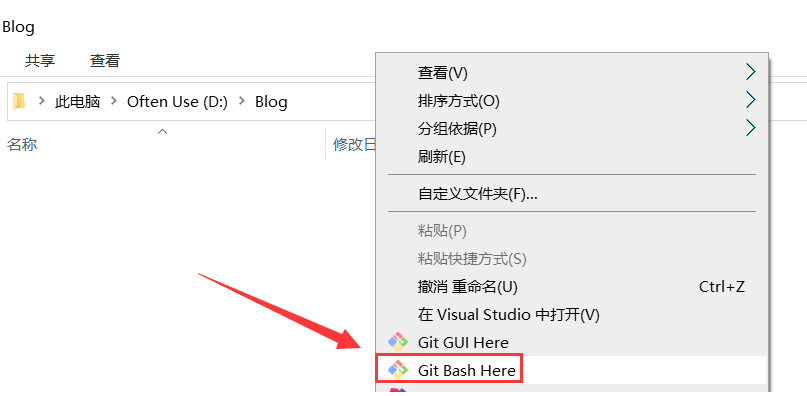 Blog
共享 查看
此电脑 Often Use (D:) Blog
名称 修改日
查看(V)
排序方式(O)
分组依据(P)
刷新(E)
自定义文件夹(F)...
粘贴(P)
粘贴快捷方式(S)
撤消 重命名(U) Ctrl+Z
在 Visual Studio 中打开(V)
Git GUI Here
Git Bash Here